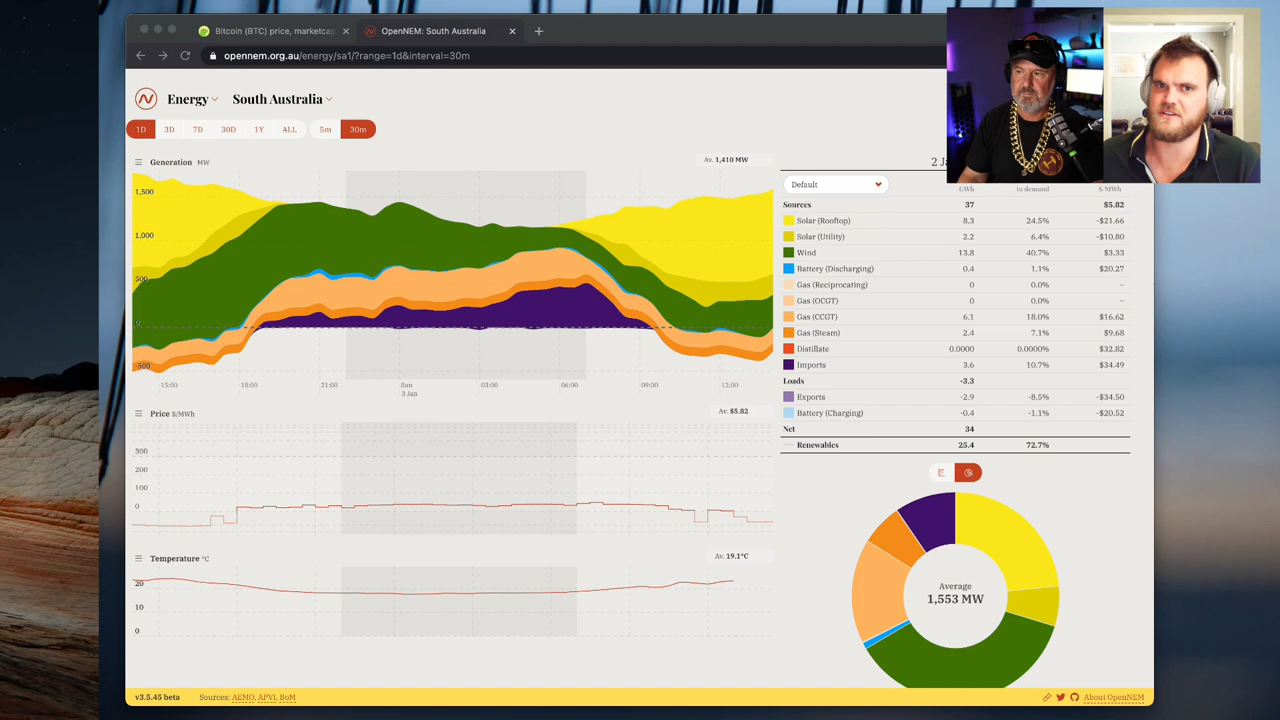 Bitcoin (BTC) price, marketcap
OpenNEM: South Australia
opennem.org.au/energy/sa1/?range=1d&interval=30m
Energy South Australia
1D 3D 7D 30D 1Y ALL 5m 30m
Generation MW
Av. 1,410 MW
1,500
1,000
500
0
-500
15:00 18:00 21:00 Sun 03:00 06:00 09:00 12:00
3 Jan
Price $/MWh
Av. $5.82
300
200
100
0
Temperature °C
Av. 19.1°C
20
10
0
2 Ja
Default
GWh to demand $/MWh
Sources 37 $5.82
Solar (Rooftop) 8.3 24.5% -$21.66
Solar (Utility) 2.2 6.4% -$10.80
Wind 13.8 40.7% $3.33
Battery (Discharging) 0.4 1.1% $20.27
Gas (Reciprocating) 0 0.0% –
Gas (OCGT) 0 0.0% –
Gas (CCGT) 6.1 18.0% $16.62
Gas (Steam) 2.4 7.1% $9.68
Distillate 0.0000 0.0000% $32.82
Imports 3.6 10.7% $34.49
Loads -3.3
Exports -2.9 -8.5% -$34.50
Battery (Charging) -0.4 -1.1% -$20.52
Net 34
Renewables 25.4 72.7%
Average
1,553 MW
v3.5.45 beta
Sources: AEMO, APVI, BoM
About OpenNEM